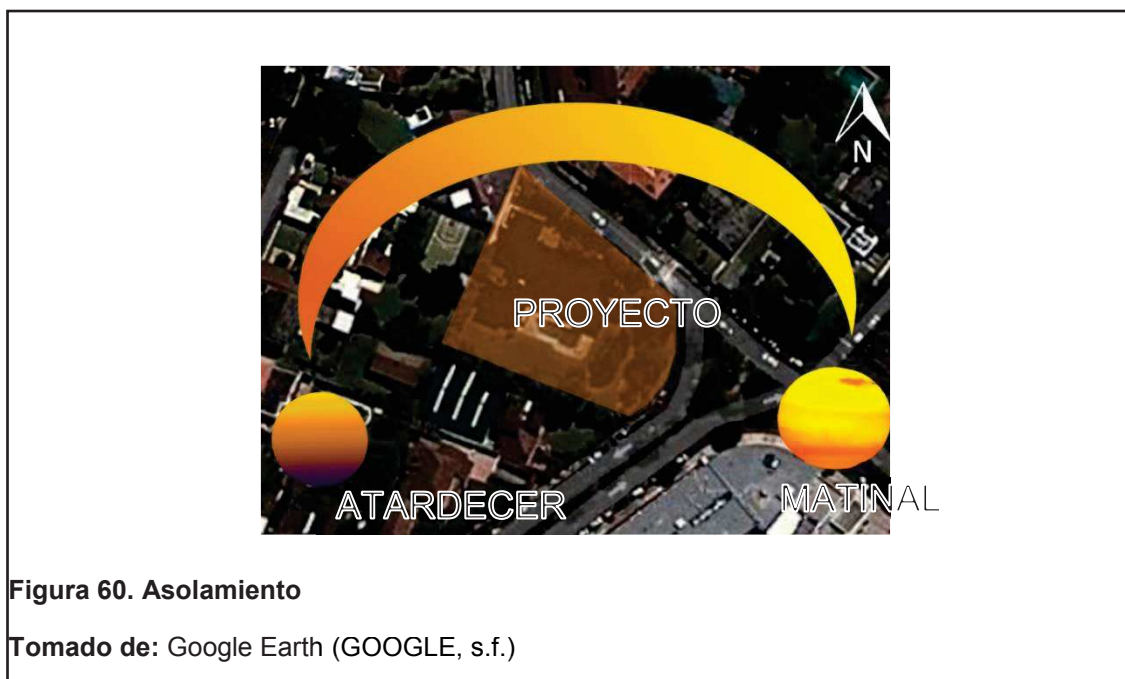 N
PROYECTO
ATARDECER
MATINAL
Figura 60. Asolamiento
Tomado de: Google Earth (GOOGLE, s.f.)